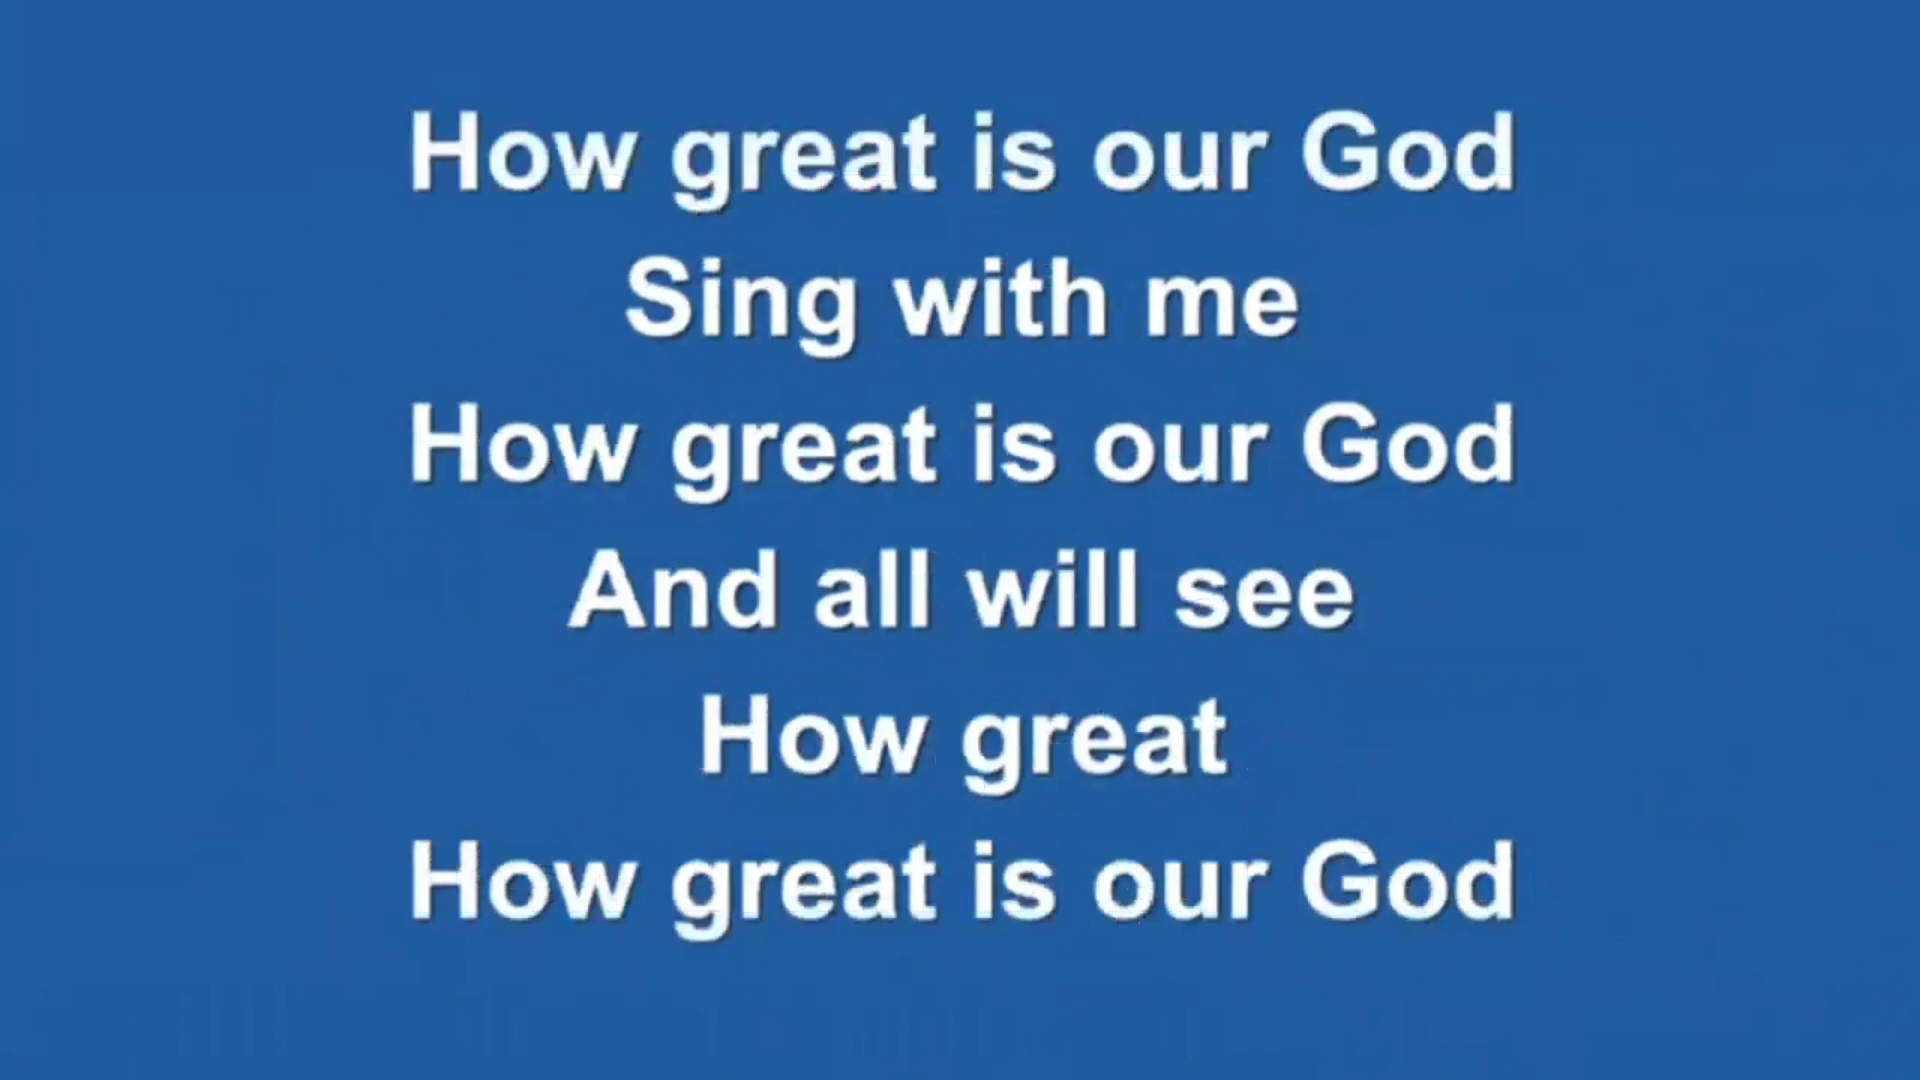 How great is our God
Sing with me
How great is our God
And all will see
How great
How great is our God